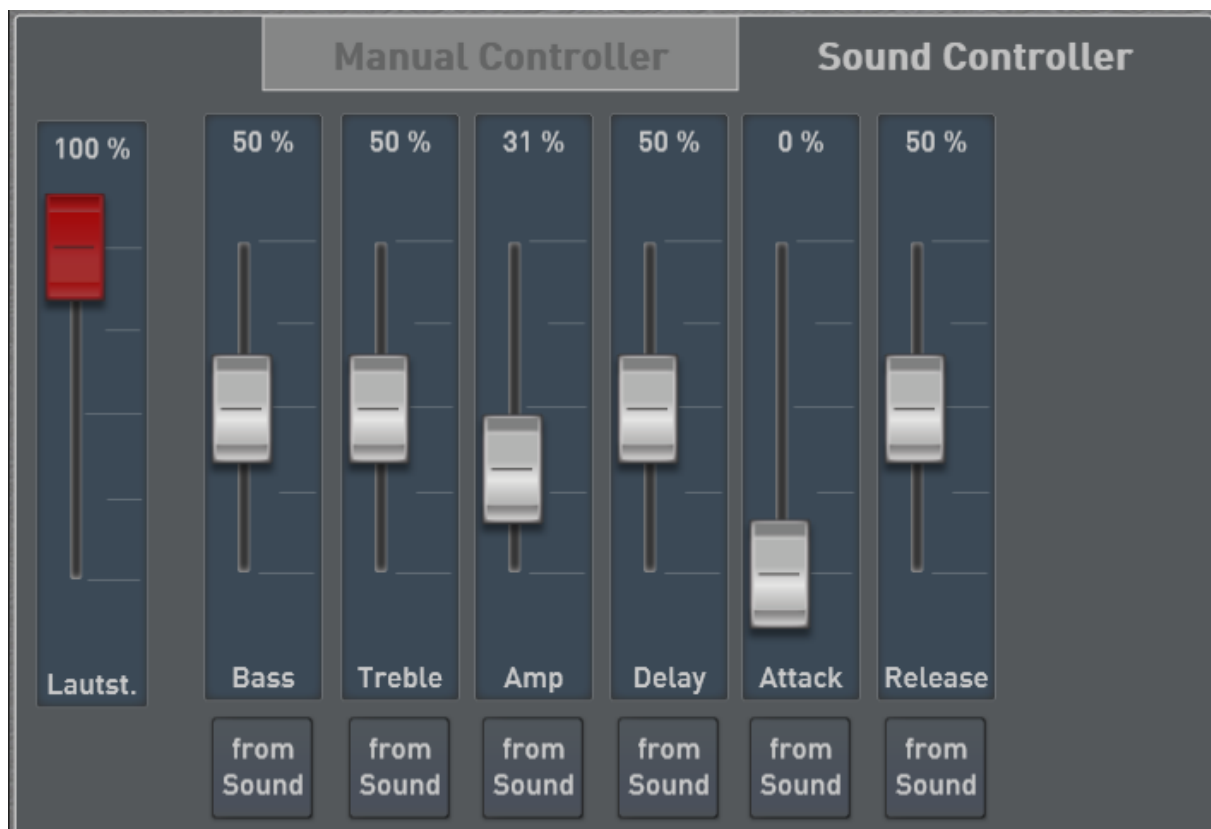 Manual Controller
Sound Controller
100 %
50 %
50 %
31 %
50 %
0 %
50 %
Lautst.
Bass
Treble
Amp
Delay
Attack
Release
from
Sound
from
Sound
from
Sound
from
Sound
from
Sound
from
Sound